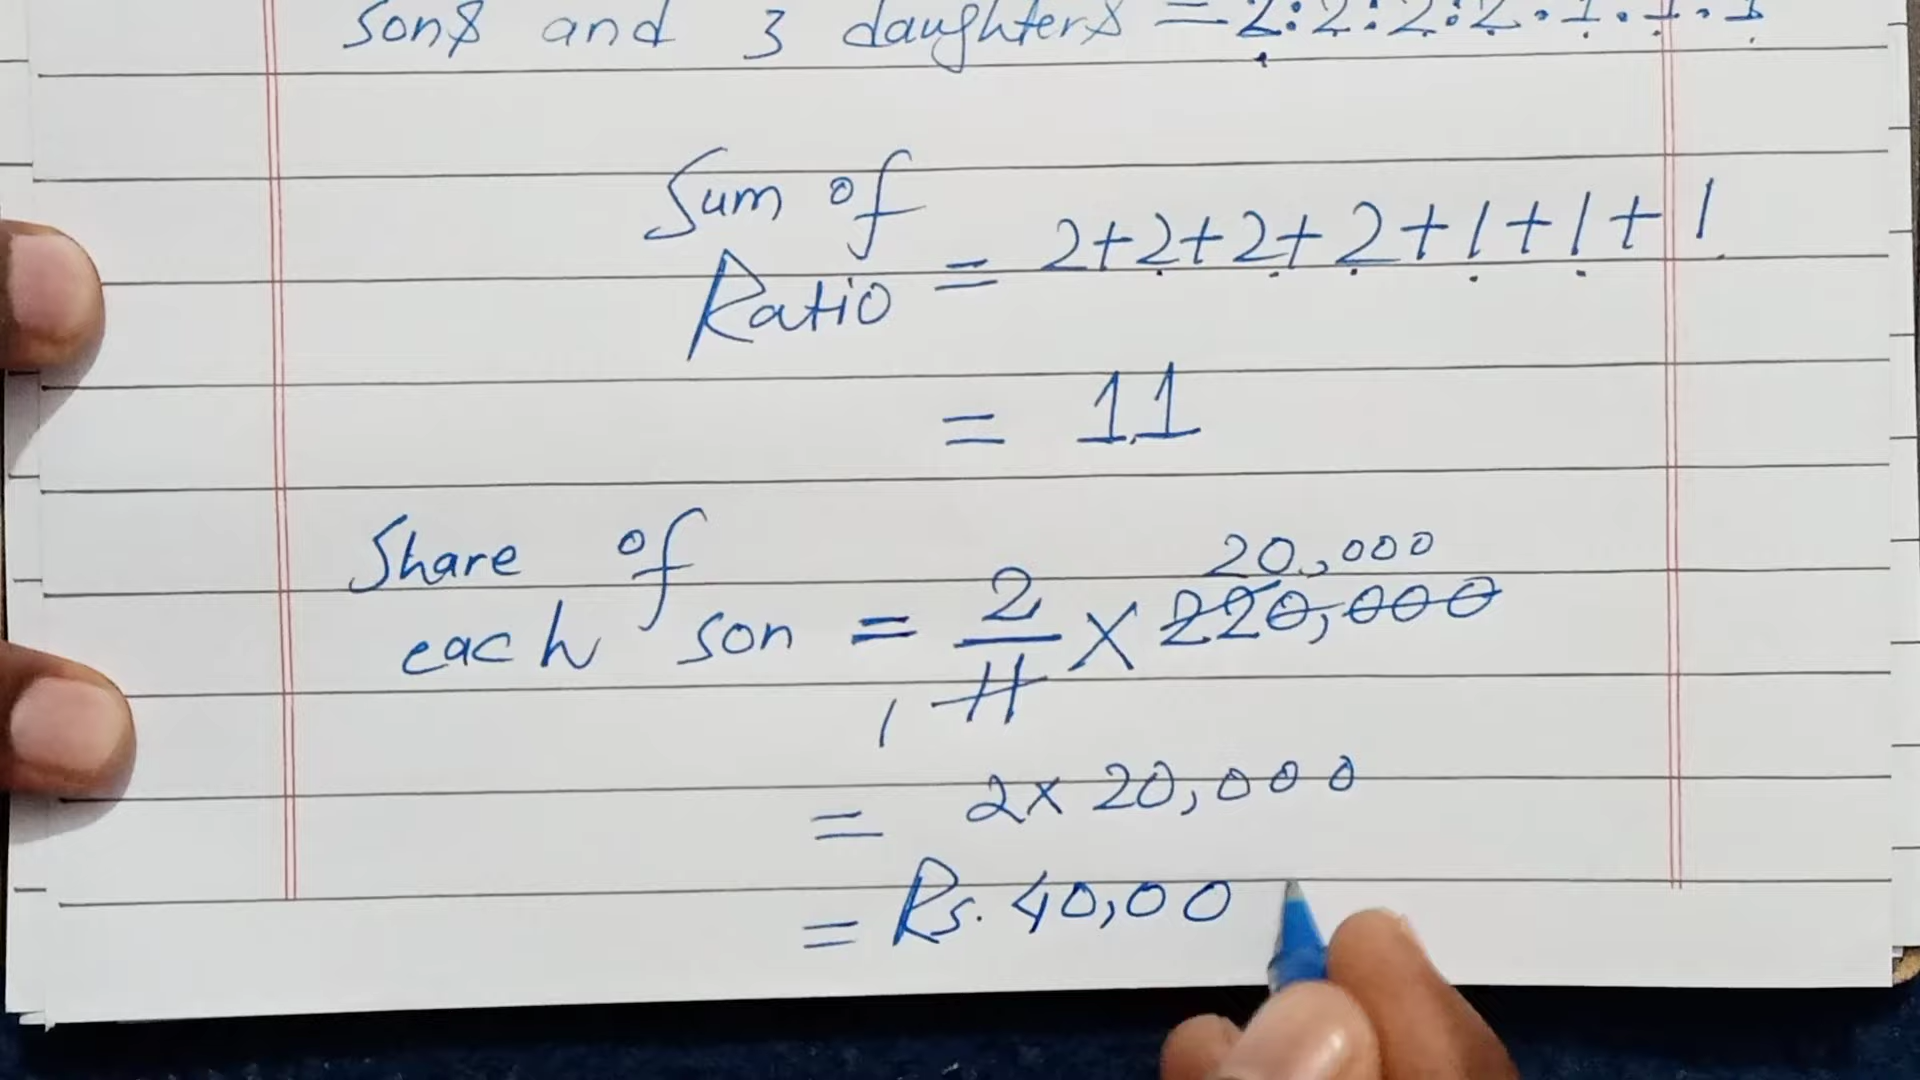 sons and 3 daughters = 2:2:2:2:1:1:1
Sum of
Ratio = 2+2+2+2+1+1+1
= 11
Share of
20,000
each son = 2/11 × 220,000
1
= 2× 20,000
= Rs. 40,00